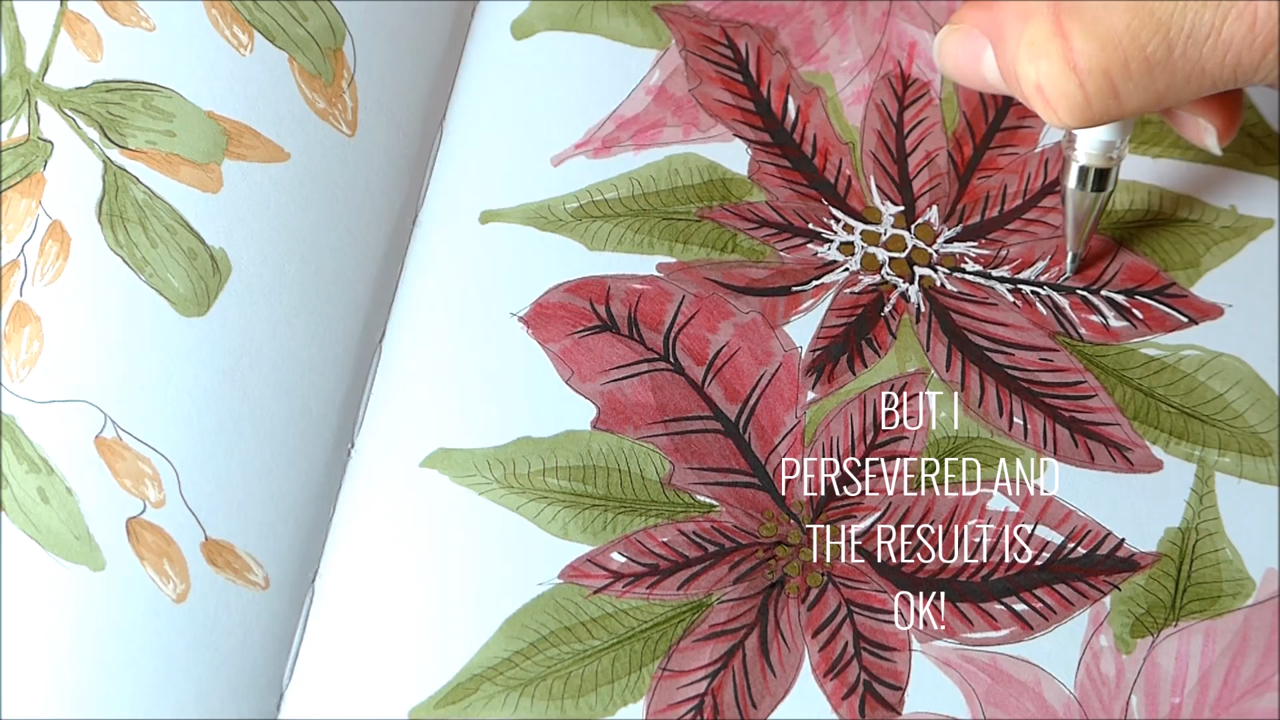 BUT I
PERSEVERED AND
THE RESULT IS
OK!